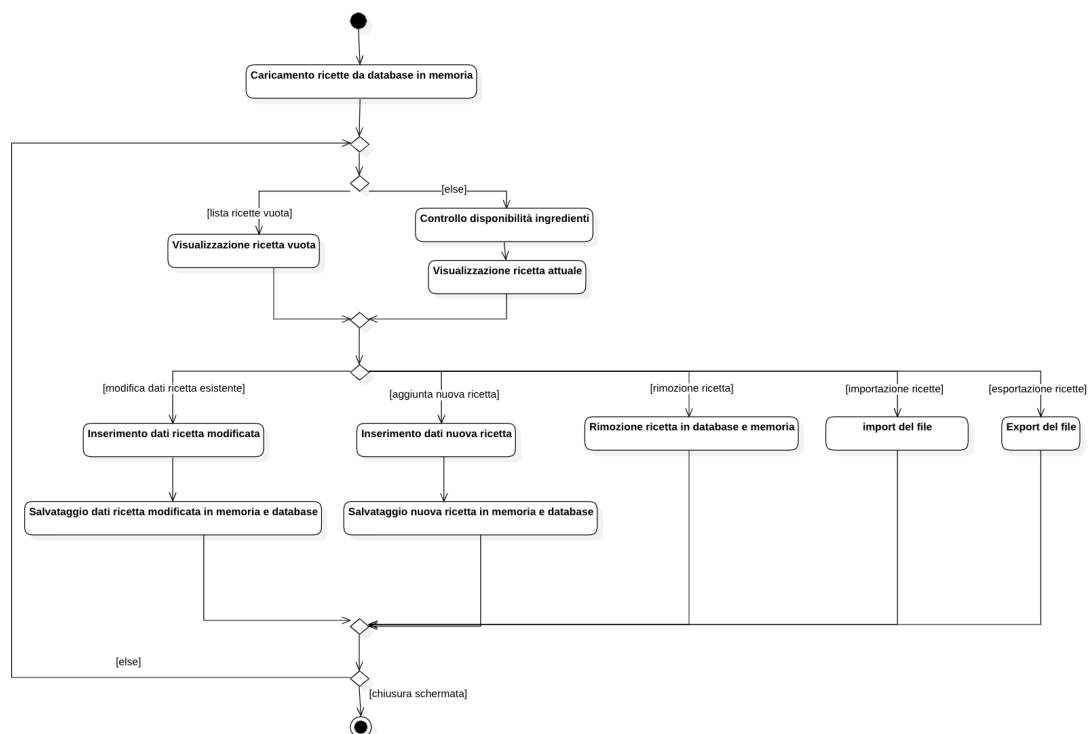 Caricamento ricette da database in memoria
[else]
[lista ricette vuota]
Controllo disponibilità ingredienti
Visualizzazione ricetta vuota
Visualizzazione ricetta attuale
[modifica dati ricetta esistente]
[aggiunta nuova ricetta]
[rimozione ricetta]
[importazione ricette]
[esportazione ricette]
Inserimento dati ricetta modificata
Inserimento dati nuova ricetta
Rimozione ricetta in database e memoria
import del file
Export del file
Salvataggio dati ricetta modificata in memoria e database
Salvataggio nuova ricetta in memoria e database
[else]
[chiusura schermata]